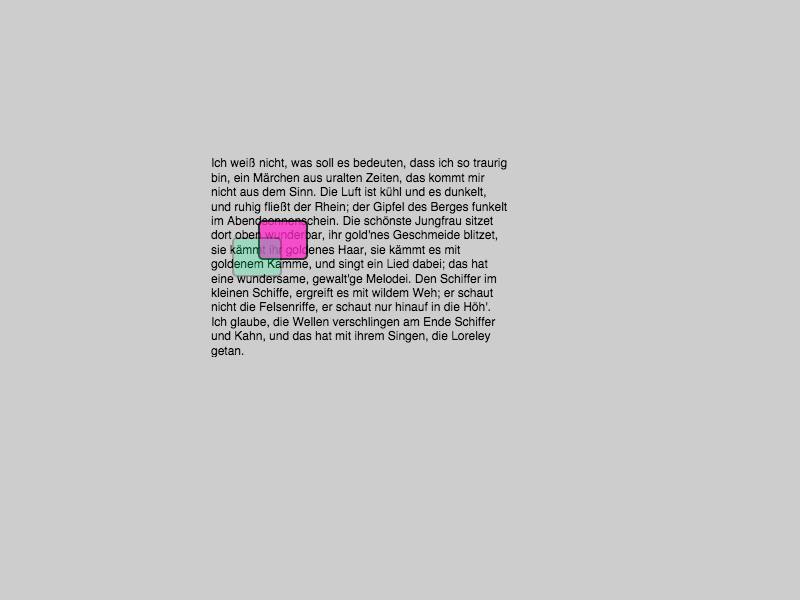 Ich weiß nicht, was soll es bedeuten, dass ich so traurig
bin, ein Märchen aus uralten Zeiten, das kommt mir
nicht aus dem Sinn. Die Luft ist kühl und es dunkelt,
und ruhig fließt der Rhein; der Gipfel des Berges funkelt
im Abendsonnenschein. Die schönste Jungfrau sitzet
dort oben wunderbar, ihr gold'nes Geschmeide blitzet,
sie kämmt ihr goldenes Haar, sie kämmt es mit
goldenem Kamme, und singt ein Lied dabei; das hat
eine wundersame, gewalt'ge Melodei. Den Schiffer im
kleinen Schiffe, ergreift es mit wildem Weh; er schaut
nicht die Felsenriffe, er schaut nur hinauf in die Höh'.
Ich glaube, die Wellen verschlingen am Ende Schiffer
und Kahn, und das hat mit ihrem Singen, die Loreley
getan.